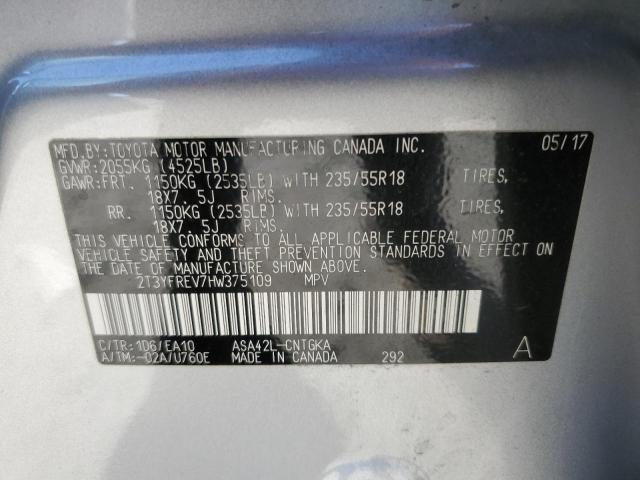 MFD.BY:TOYOTA MOTOR MANUFACTURING CANADA INC. 05/17
GVWR:2055KG (4525LB)
GAWR:FRT. 1150KG (2535LB) WITH 235/55R18 TIRES,
18X7.5J RIMS.
RR. 1150KG (2535LB) WITH 235/55R18 TIRES,
18X7.5J RIMS.
THIS VEHICLE CONFORMS TO ALL APPLICABLE FEDERAL MOTOR
VEHICLE SAFETY AND THEFT PREVENTION STANDARDS IN EFFECT ON
THE DATE OF MANUFACTURE SHOWN ABOVE.
2T3YFREV7HW375109 MPV
C/TR:1D6/EA10 ASA42L-CNTGKA
A/TM:-02A/U760E MADE IN CANADA 292 A